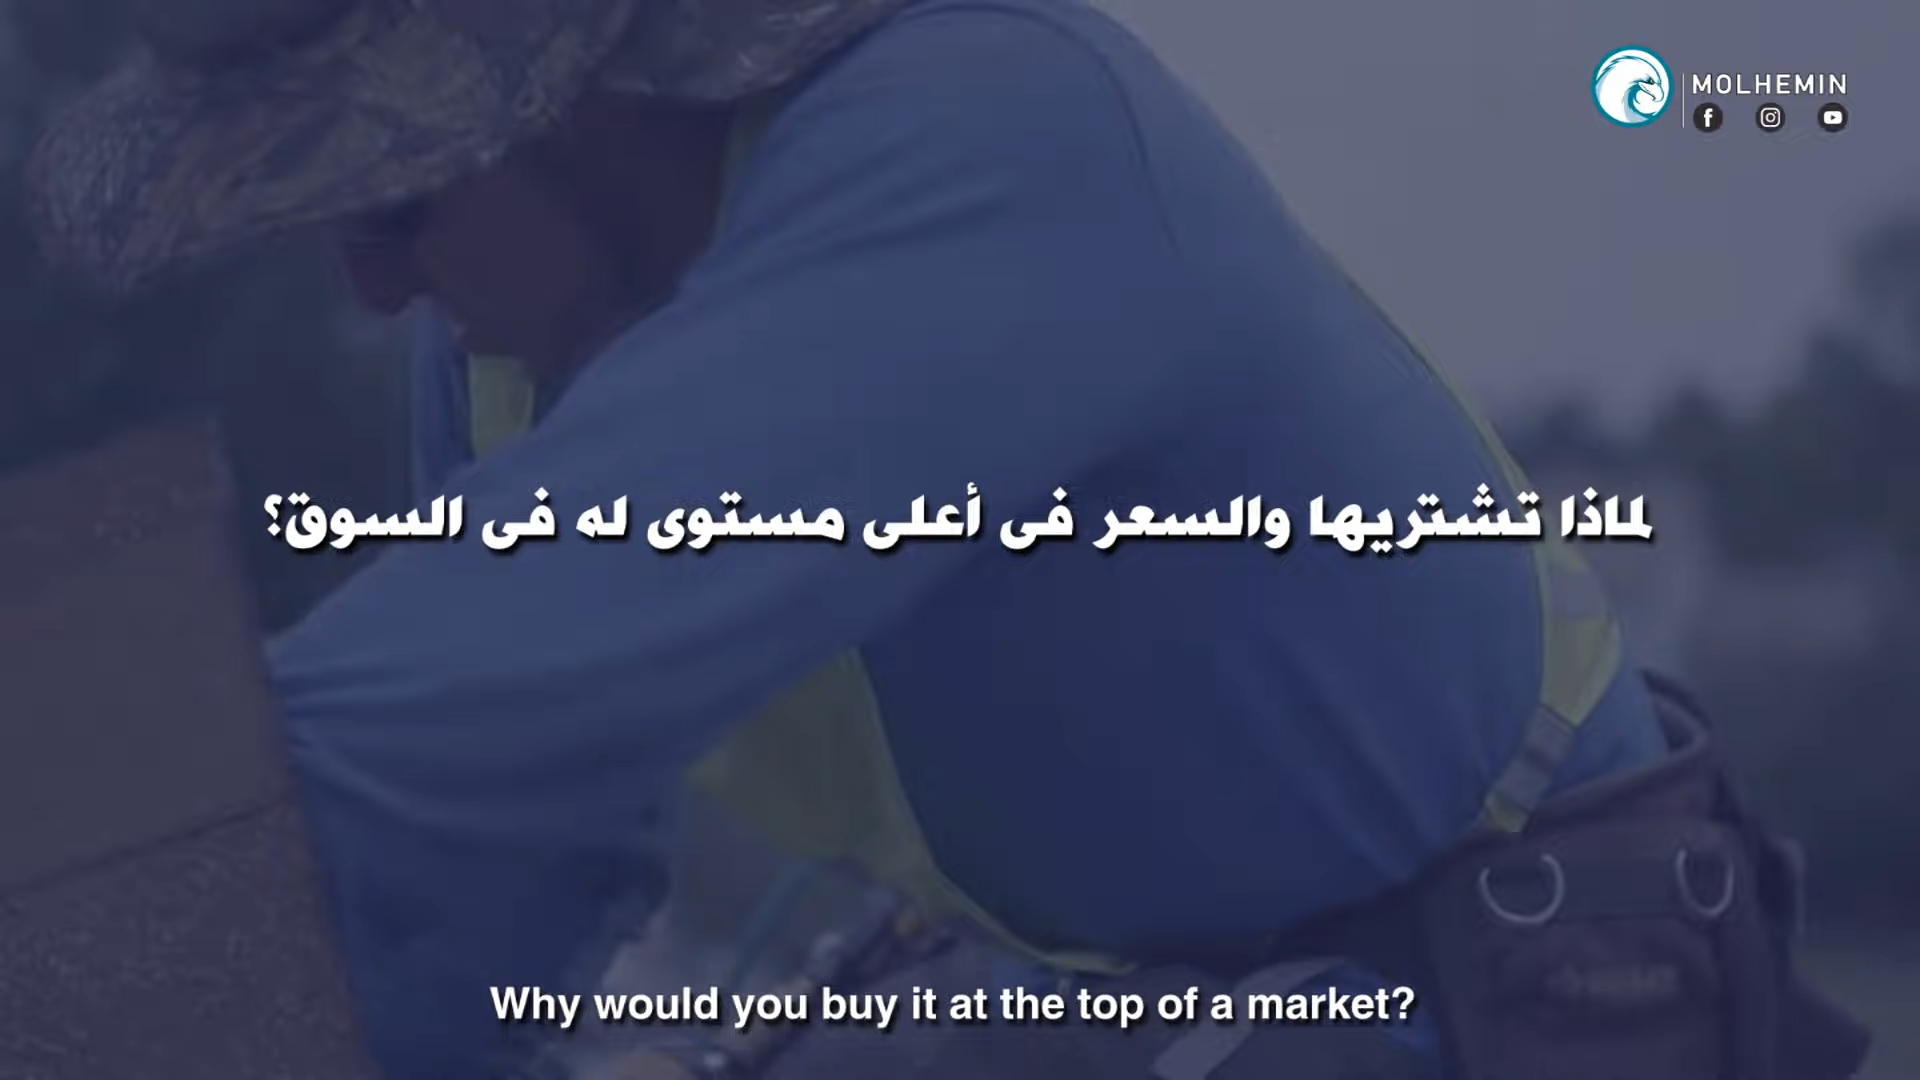 MOLHEMIN
لماذا تشتريها والسعر فى أعلى مستوى له فى السوق؟
Why would you buy it at the top of a market?